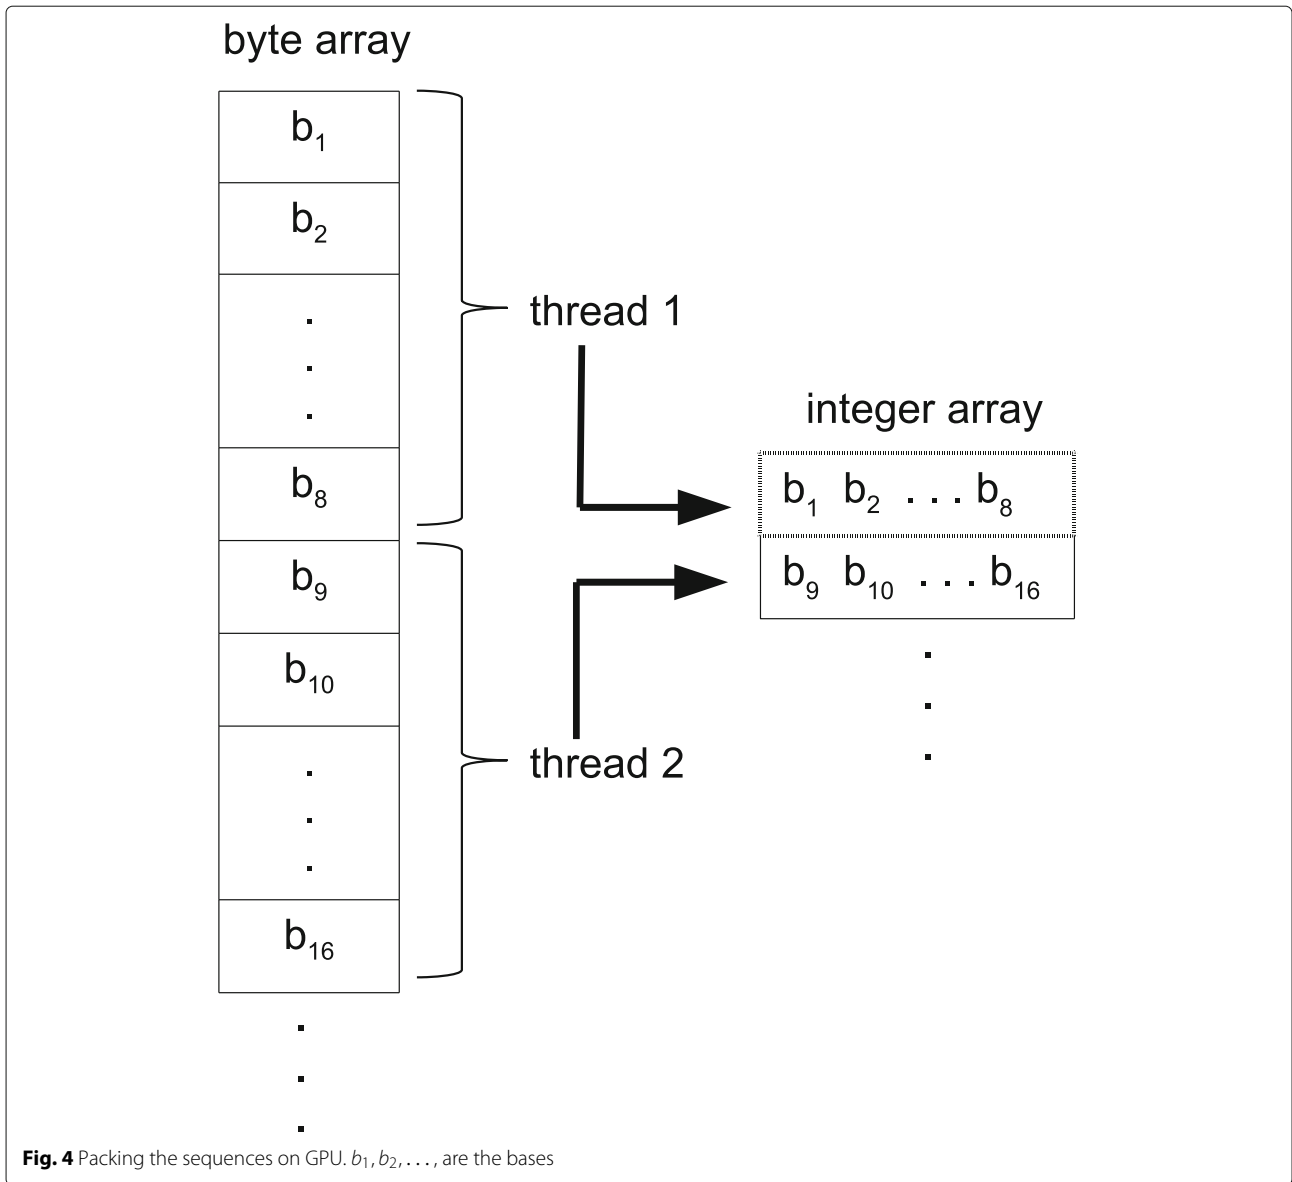 byte array
b1
b2
.
.
.
b8
b9
b10
.
.
.
b16
.
.
.
thread 1
thread 2
integer array
b1 b2 . . . b8
b9 b10 . . . b16
.
.
.
Fig. 4 Packing the sequences on GPU. b1, b2, . . . , are the bases